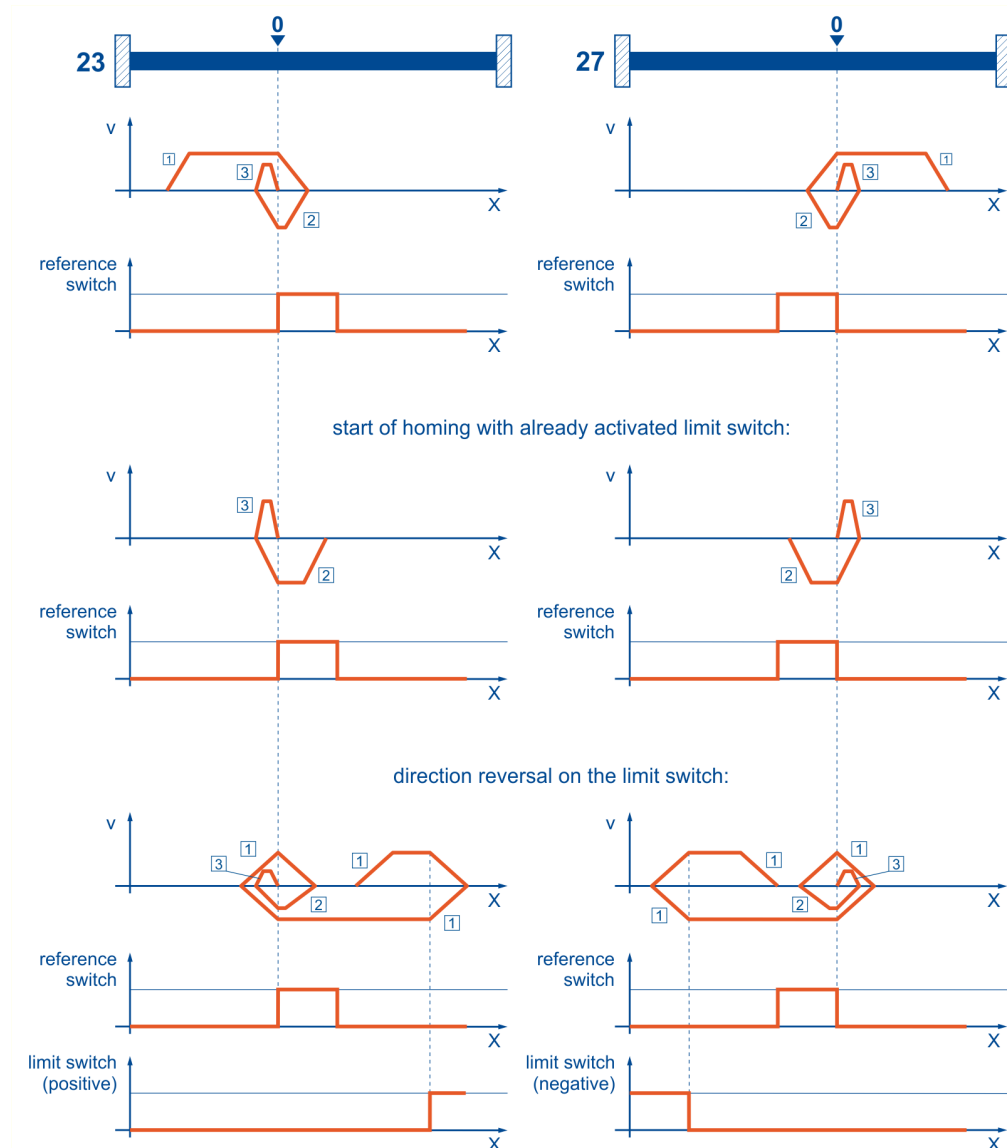 0
0
23
27
v
v
1
3
2
X
1
3
2
X
reference
switch
X
reference
switch
X
start of homing with already activated limit switch:
v
3
2
X
v
3
2
X
reference
switch
X
reference
switch
X
direction reversal on the limit switch:
v
1
3
1
2
1
X
v
1
1
3
2
1
X
reference
switch
X
reference
switch
X
limit switch
(positive)
X
limit switch
(negative)
X